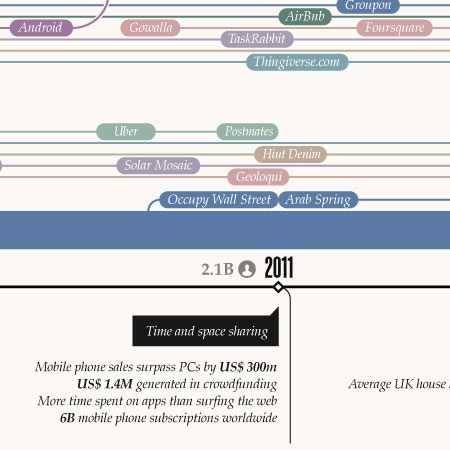 Groupon
AirBnb
Android
Gowalla
Foursquare
TaskRabbit
Thingiverse.com
Uber
Postmates
Hiut Denim
Solar Mosaic
Geoloqui
Occupy Wall Street
Arab Spring
2.1B 2011
Time and space sharing
Mobile phone sales surpass PCs by US$ 300m
US$ 1.4M generated in crowdfunding
Average UK house
More time spent on apps than surfing the web
6B mobile phone subscriptions worldwide